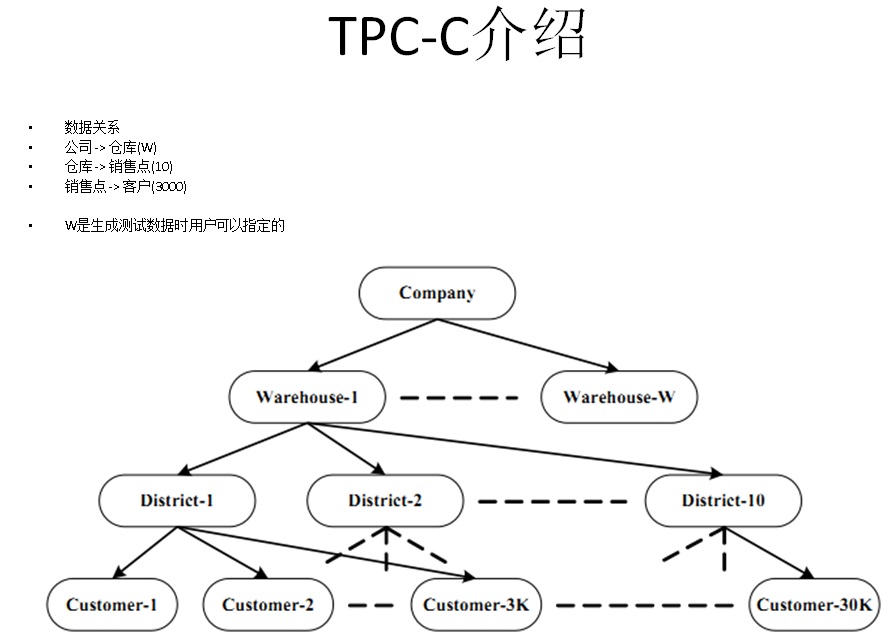 TPC-C介绍
数据关系
公司 -> 仓库(W)
仓库 -> 销售点(10)
销售点 -> 客户(3000)
W是生成测试数据时用户可以指定的
Company
Warehouse-1
Warehouse-W
District-1
District-2
District-10
Customer-1
Customer-2
Customer-3K
Customer-30K